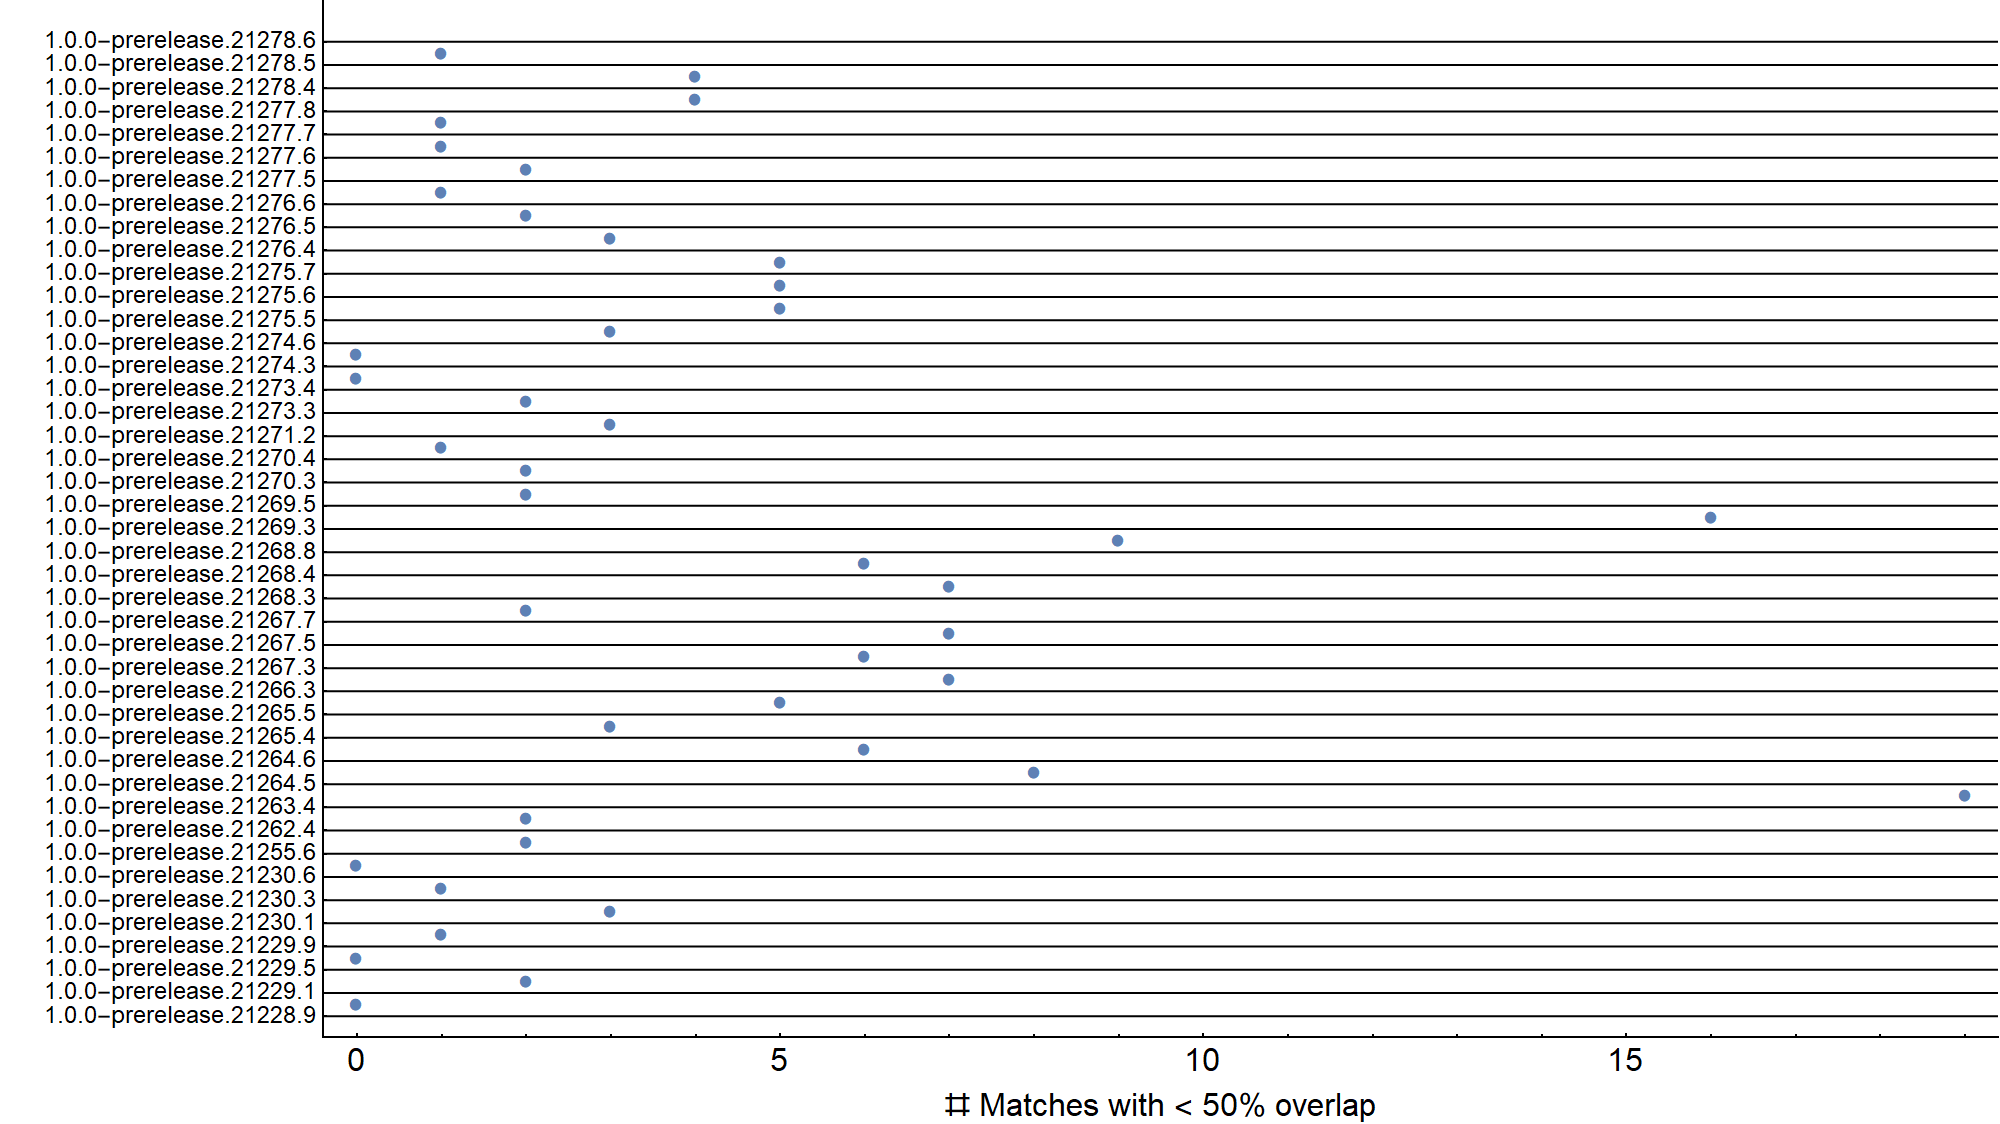 1.0.0−prerelease.21278.6
1.0.0−prerelease.21278.5
1.0.0−prerelease.21278.4
1.0.0−prerelease.21277.8
1.0.0−prerelease.21277.7
1.0.0−prerelease.21277.6
1.0.0−prerelease.21277.5
1.0.0−prerelease.21276.6
1.0.0−prerelease.21276.5
1.0.0−prerelease.21276.4
1.0.0−prerelease.21275.7
1.0.0−prerelease.21275.6
1.0.0−prerelease.21275.5
1.0.0−prerelease.21274.6
1.0.0−prerelease.21274.3
1.0.0−prerelease.21273.4
1.0.0−prerelease.21273.3
1.0.0−prerelease.21271.2
1.0.0−prerelease.21270.4
1.0.0−prerelease.21270.3
1.0.0−prerelease.21269.5
1.0.0−prerelease.21269.3
1.0.0−prerelease.21268.8
1.0.0−prerelease.21268.4
1.0.0−prerelease.21268.3
1.0.0−prerelease.21267.7
1.0.0−prerelease.21267.5
1.0.0−prerelease.21267.3
1.0.0−prerelease.21266.3
1.0.0−prerelease.21265.5
1.0.0−prerelease.21265.4
1.0.0−prerelease.21264.6
1.0.0−prerelease.21264.5
1.0.0−prerelease.21263.4
1.0.0−prerelease.21262.4
1.0.0−prerelease.21255.6
1.0.0−prerelease.21230.6
1.0.0−prerelease.21230.3
1.0.0−prerelease.21230.1
1.0.0−prerelease.21229.9
1.0.0−prerelease.21229.5
1.0.0−prerelease.21229.1
1.0.0−prerelease.21228.9
0 5 10 15
# Matches with < 50% overlap